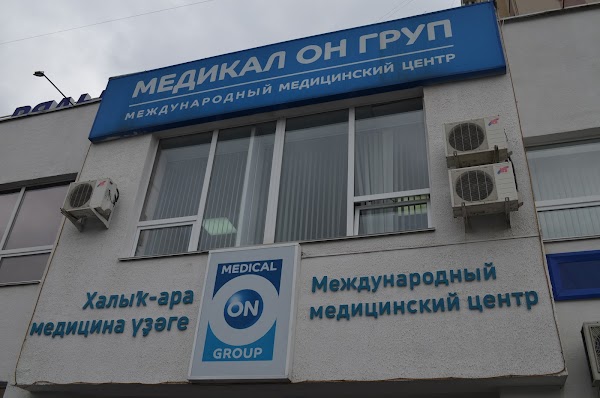 МЕДИКАЛ ОН ГРУП
МЕЖДУНАРОДНЫЙ МЕДИЦИНСКИЙ ЦЕНТР
Халыҡ-ара
медицина үҙәге
MEDICAL
ON
GROUP
Международный
медицинский центр